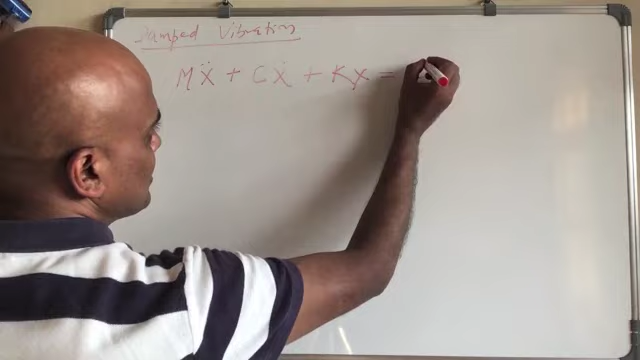 Damped Vibration
MẌ + CẊ + Kx =